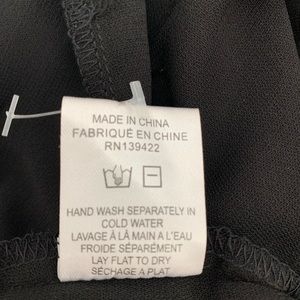 MADE IN CHINA
FABRIQUÉ EN CHINE
RN139422
HAND WASH SEPARATELY IN
COLD WATER
LAVAGE À LÀ MAIN A L'EAU
FROIDE SÉPARÉMENT
LAY FLAT TO DRY
SÉCHAGE A PLAT